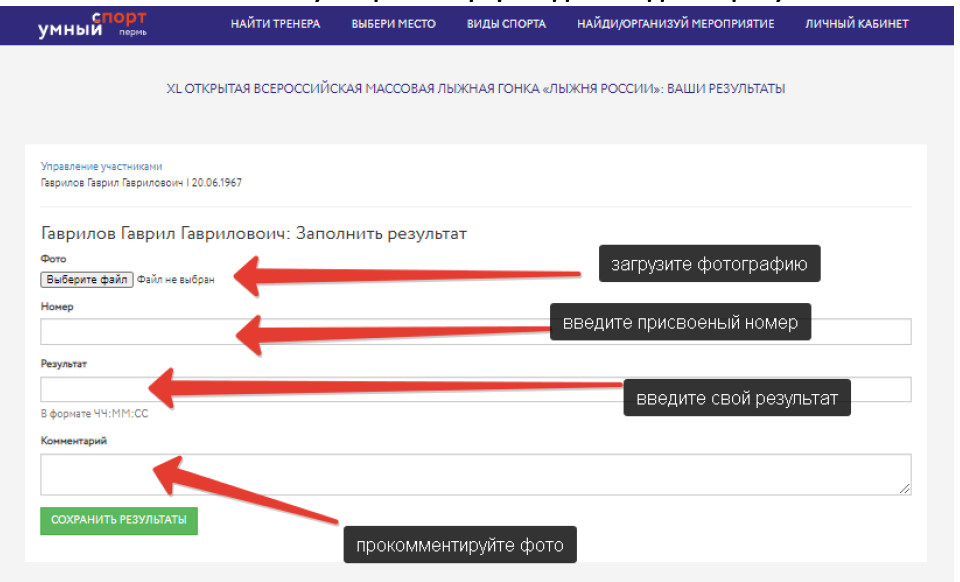 умный спорт пермь НАЙТИ ТРЕНЕРА ВЫБЕРИ МЕСТО ВИДЫ СПОРТА НАЙДИ/ОРГАНИЗУЙ МЕРОПРИЯТИЕ ЛИЧНЫЙ КАБИНЕТ
XL ОТКРЫТАЯ ВСЕРОССИЙСКАЯ МАССОВАЯ ЛЫЖНАЯ ГОНКА «ЛЫЖНЯ РОССИИ»: ВАШИ РЕЗУЛЬТАТЫ
Управление участниками
Гаврилов Гаврил Гавриловоич | 20.06.1967
Гаврилов Гаврил Гавриловоич: Заполнить результат
Фото
загрузите фотографию
Выберите файл Файл не выбран
Номер
введите присвоеный номер
Результат
введите свой результат
В формате ЧЧ:ММ:СС
Комментарий
СОХРАНИТЬ РЕЗУЛЬТАТЫ
прокомментируйте фото